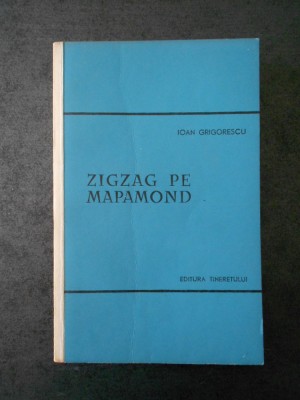 IOAN GRIGORESCU
ZIGZAG PE
MAPAMOND
EDITURA TINERETULUI